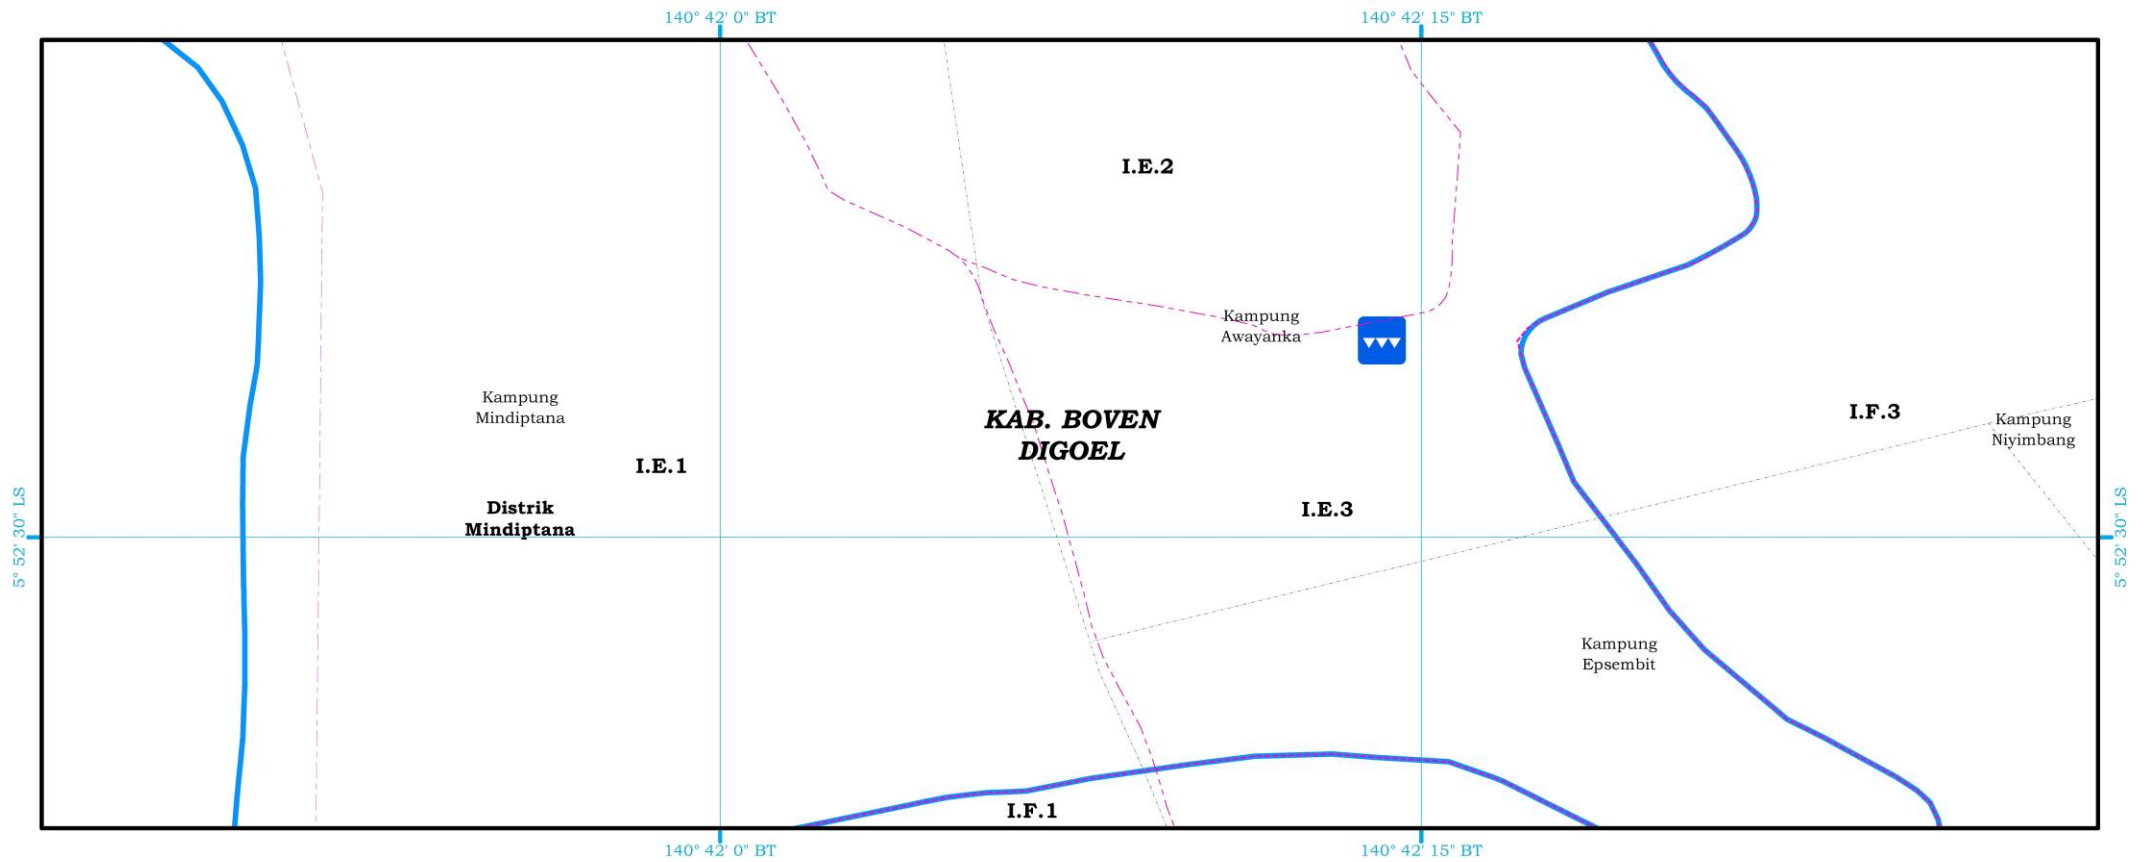 140° 42' 0" BT
140° 42' 15" BT
I.E.2
Kampung
Awayanka
Kampung
Mindiptana
KAB. BOVEN
DIGOEL
I.F.3
Kampung
Niyimbang
I.E.1
Distrik
Mindiptana
I.E.3
5° 52' 30" LS
5° 52' 30" LS
Kampung
Epsembit
I.F.1
140° 42' 0" BT
140° 42' 15" BT